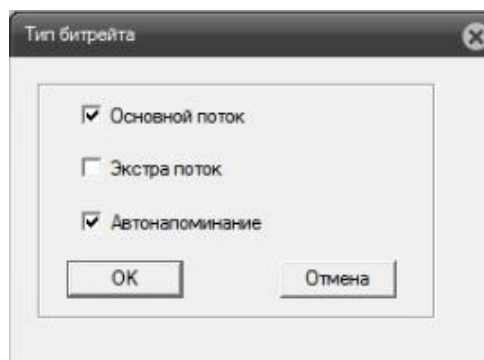 Тип битрейта
Основной поток
Экстра поток
Автонапоминание
OK
Отмена